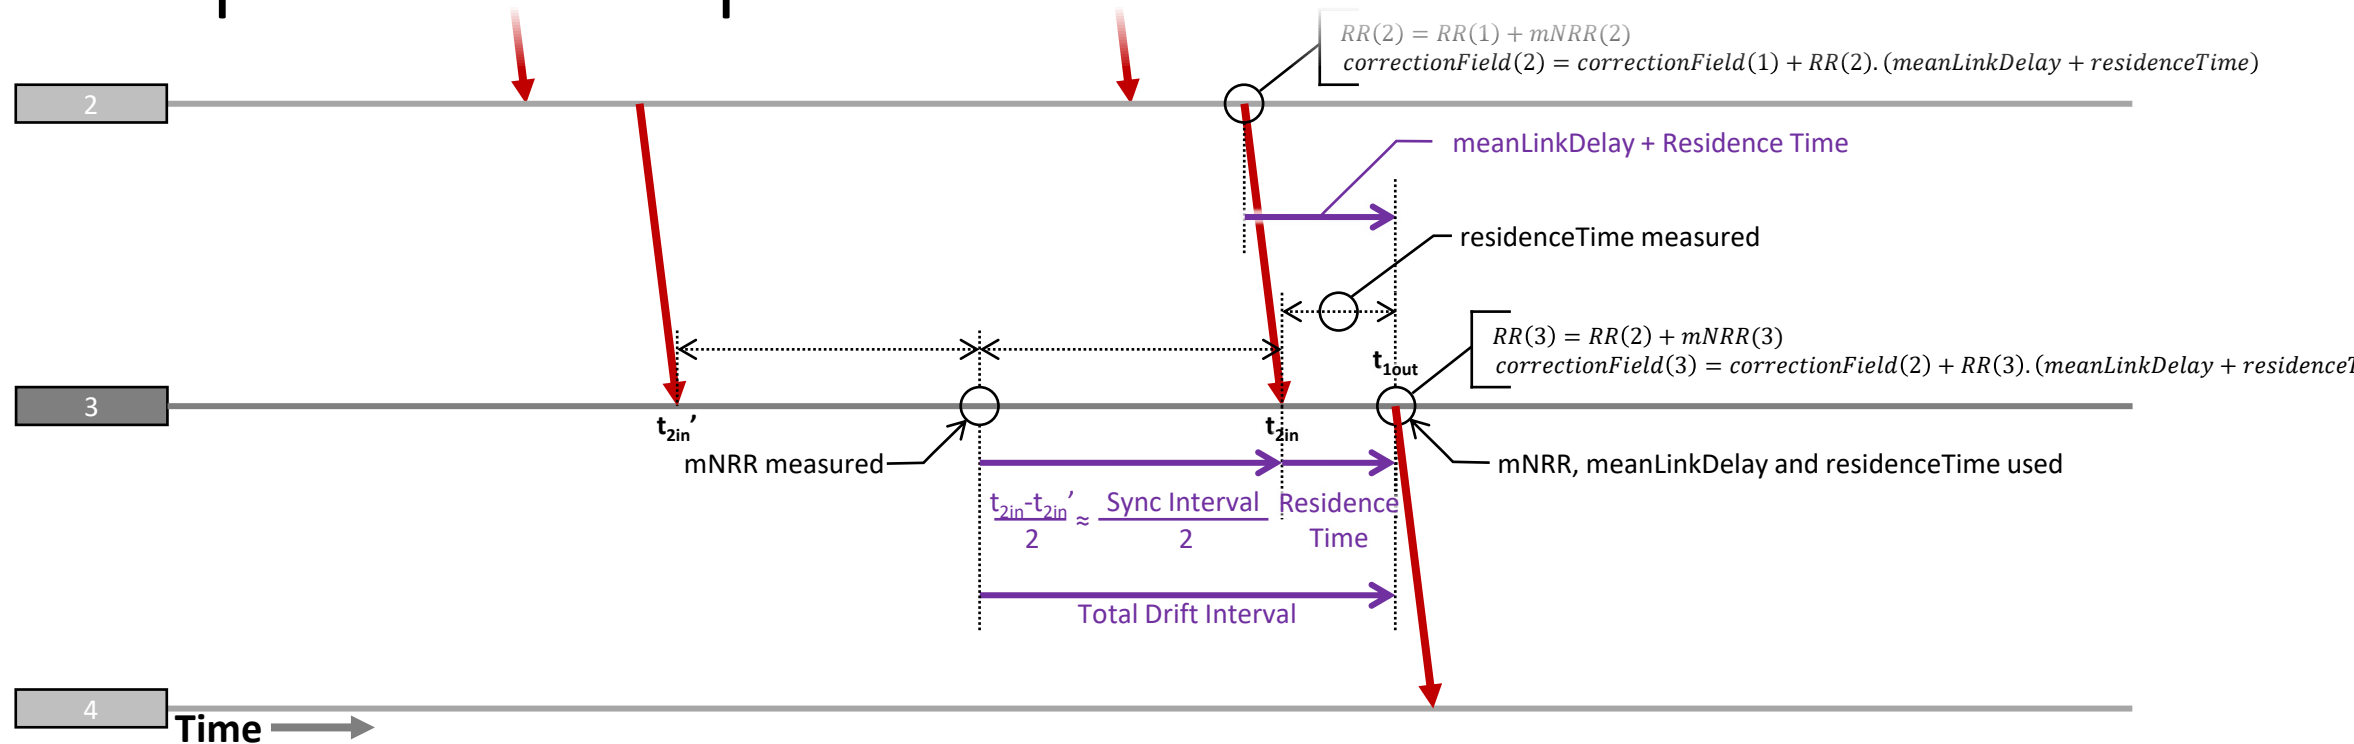 RR(2) = RR(1) + mNRR(2)
correctionField(2) = correctionField(1) + RR(2).(meanLinkDelay + residenceTime)
2
meanLinkDelay + Residence Time
residenceTime measured
RR(3) = RR(2) + mNRR(3)
correctionField(3) = correctionField(2) + RR(3).(meanLinkDelay + residenceT
t1out
3
t2in’
t2in
mNRR measured
mNRR, meanLinkDelay and residenceTime used
t2in-t2in’
2
≈
Sync Interval
2
Residence
Time
Total Drift Interval
4
Time